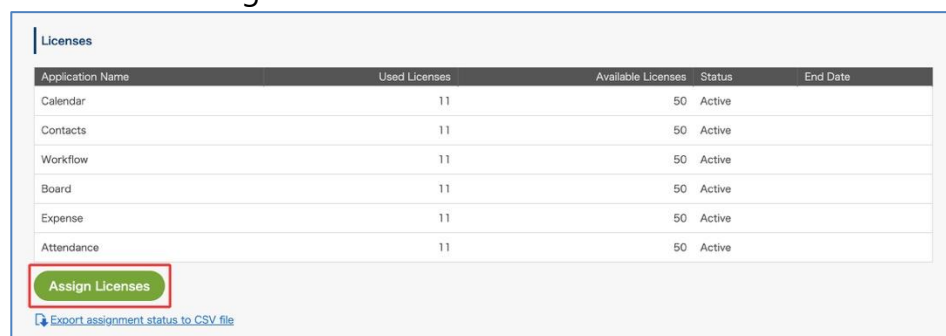 Licenses
Application Name Used Licenses Available Licenses Status End Date
Calendar 11 50 Active
Contacts 11 50 Active
Workflow 11 50 Active
Board 11 50 Active
Expense 11 50 Active
Attendance 11 50 Active
Assign Licenses
Export assignment status to CSV file